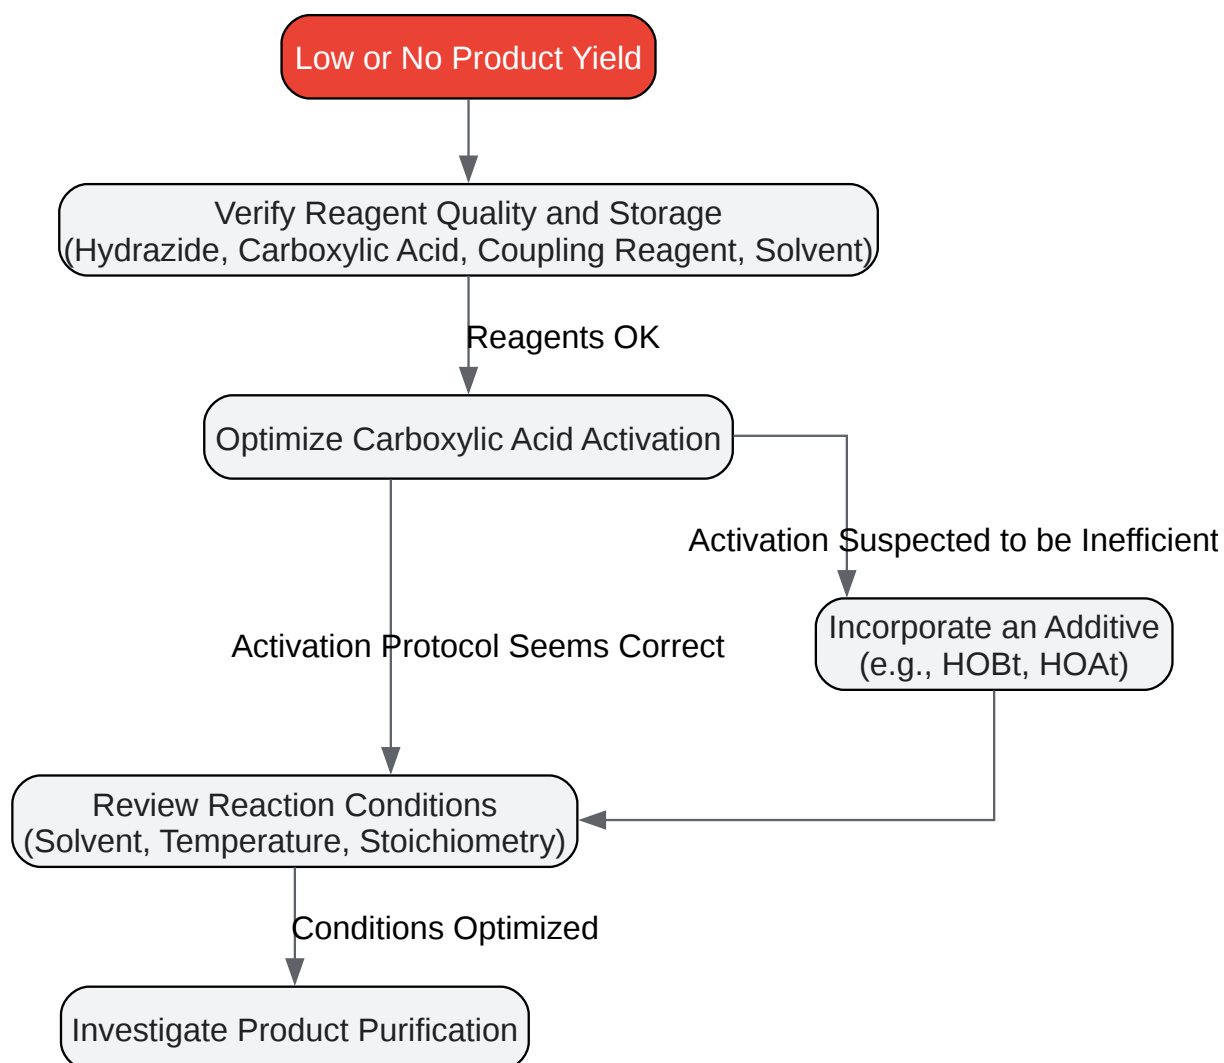 Low or No Product Yield
Verify Reagent Quality and Storage
(Hydrazide, Carboxylic Acid, Coupling Reagent, Solvent)
Reagents OK
Optimize Carboxylic Acid Activation
Activation Suspected to be Inefficient
Incorporate an Additive
(e.g., HOBt, HOAt)
Activation Protocol Seems Correct
Review Reaction Conditions
(Solvent, Temperature, Stoichiometry)
Conditions Optimized
Investigate Product Purification